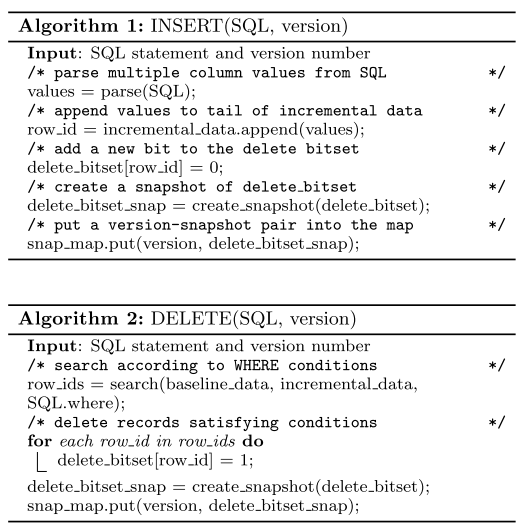 Algorithm 1: INSERT(SQL, version)
Input: SQL statement and version number
/* parse multiple column values from SQL */
values = parse(SQL);
/* append values to tail of incremental data */
row_id = incremental_data.append(values);
/* add a new bit to the delete bitset */
delete_bitset[row_id] = 0;
/* create a snapshot of delete_bitset */
delete_bitset_snap = create_snapshot(delete_bitset);
/* put a version-snapshot pair into the map */
snap_map.put(version, delete_bitset_snap);
Algorithm 2: DELETE(SQL, version)
Input: SQL statement and version number
/* search according to WHERE conditions */
row_ids = search(baseline_data, incremental_data,
SQL.where);
/* delete records satisfying conditions */
for each row_id in row_ids do
delete_bitset[row_id] = 1;
delete_bitset_snap = create_snapshot(delete_bitset);
snap_map.put(version, delete_bitset_snap);